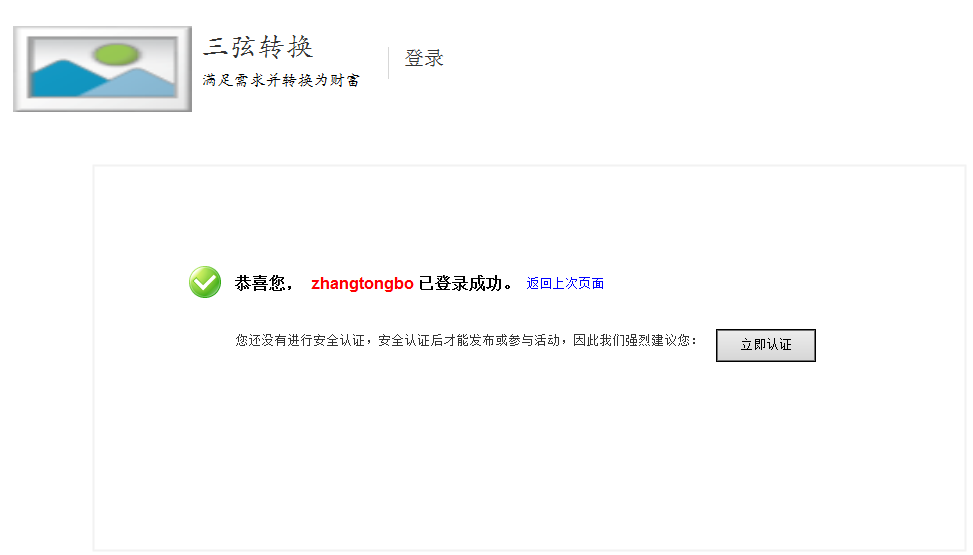 三弦转换
满足需求并转换为财富
登录
恭喜您， zhangtongbo 已登录成功。 返回上次页面
您还没有进行安全认证，安全认证后才能发布或参与活动，因此我们强烈建议您： 立即认证